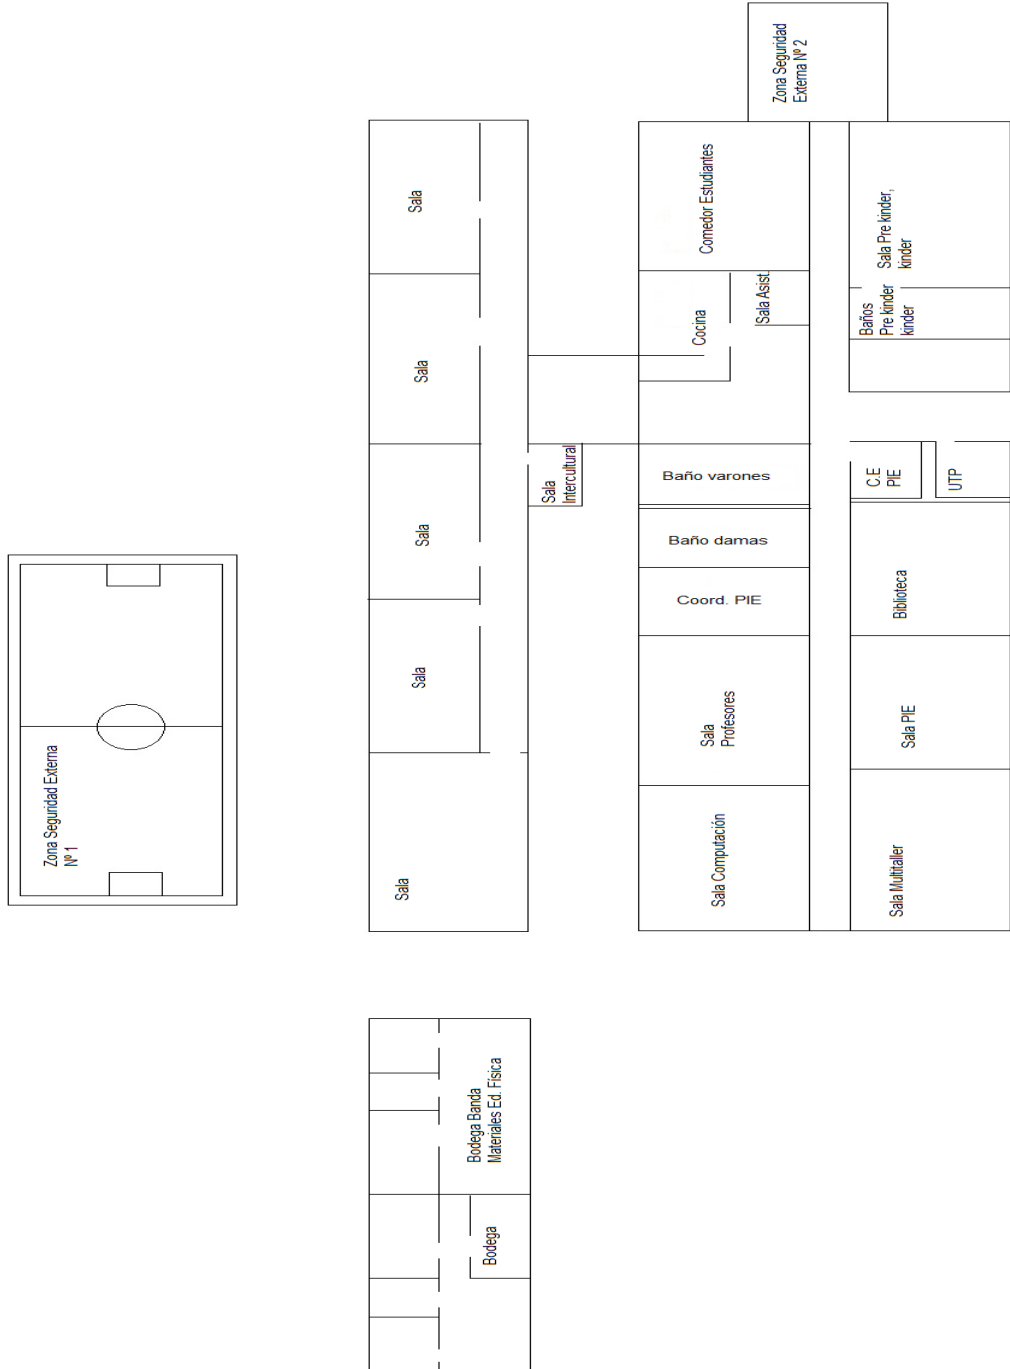 Zona Seguridad
Externa Nº 2
Sala
Comedor Estudiantes
Sala Pre kinder,
kinder
Sala Asist.
Baños
Pre kinder
kinder
Cocina
Sala
Sala
Intercultural
Baño varones
C.E
PIE
UTP
Sala
Baño damas
Biblioteca
Coord. PIE
Sala
Sala
Profesores
Sala PIE
Zona Seguridad Externa
Nº 1
Sala
Sala Computación
Sala Multitaller
Bodega Banda
Materiales Ed. Física
Bodega